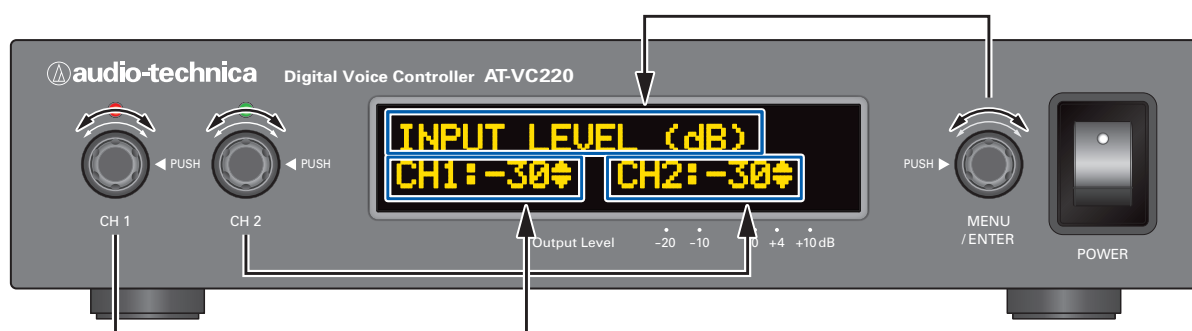 audio-technica Digital Voice Controller AT-VC220
INPUT LEVEL (dB)
CH1:-30 CH2:-30
PUSH PUSH PUSH
CH 1 CH 2 MENU
/ENTER
Output Level -20 -10 0 +4 +10 dB
POWER